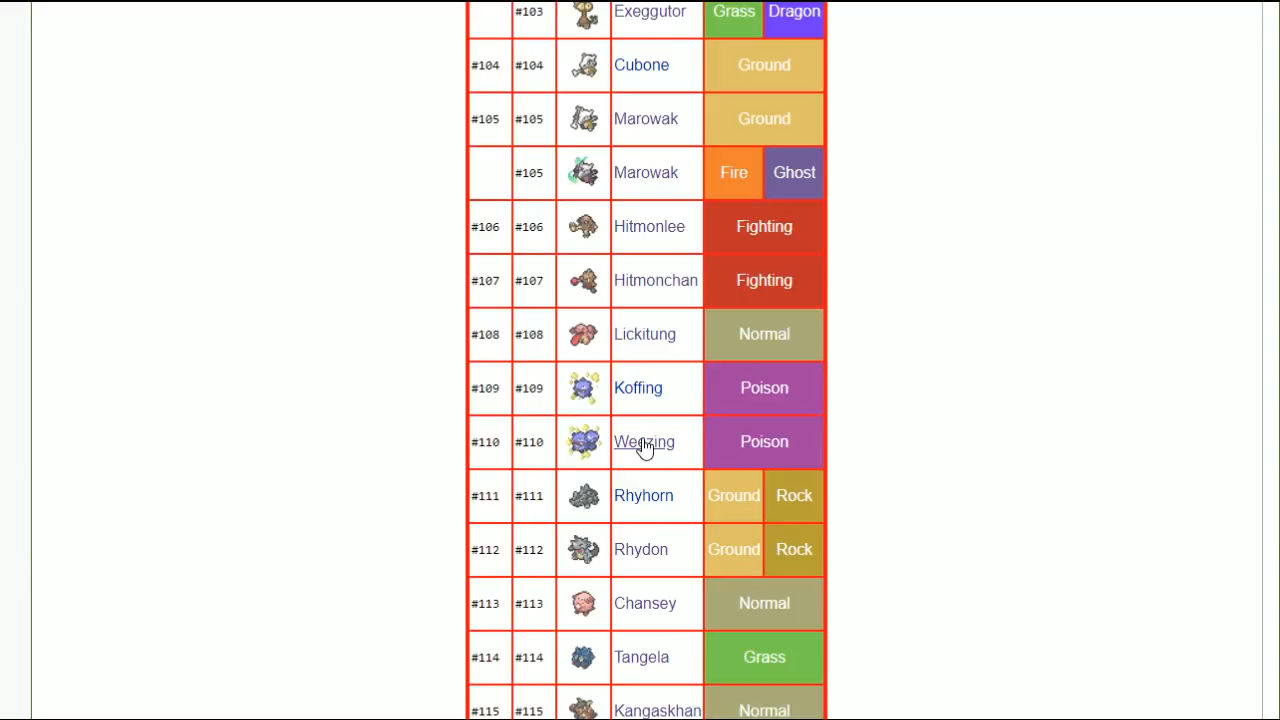 #103 Exeggutor Grass Dragon
#104 #104 Cubone Ground
#105 #105 Marowak Ground
#105 Marowak Fire Ghost
#106 #106 Hitmonlee Fighting
#107 #107 Hitmonchan Fighting
#108 #108 Lickitung Normal
#109 #109 Koffing Poison
#110 #110 Weezing Poison
#111 #111 Rhyhorn Ground Rock
#112 #112 Rhydon Ground Rock
#113 #113 Chansey Normal
#114 #114 Tangela Grass
#115 #115 Kangaskhan Normal